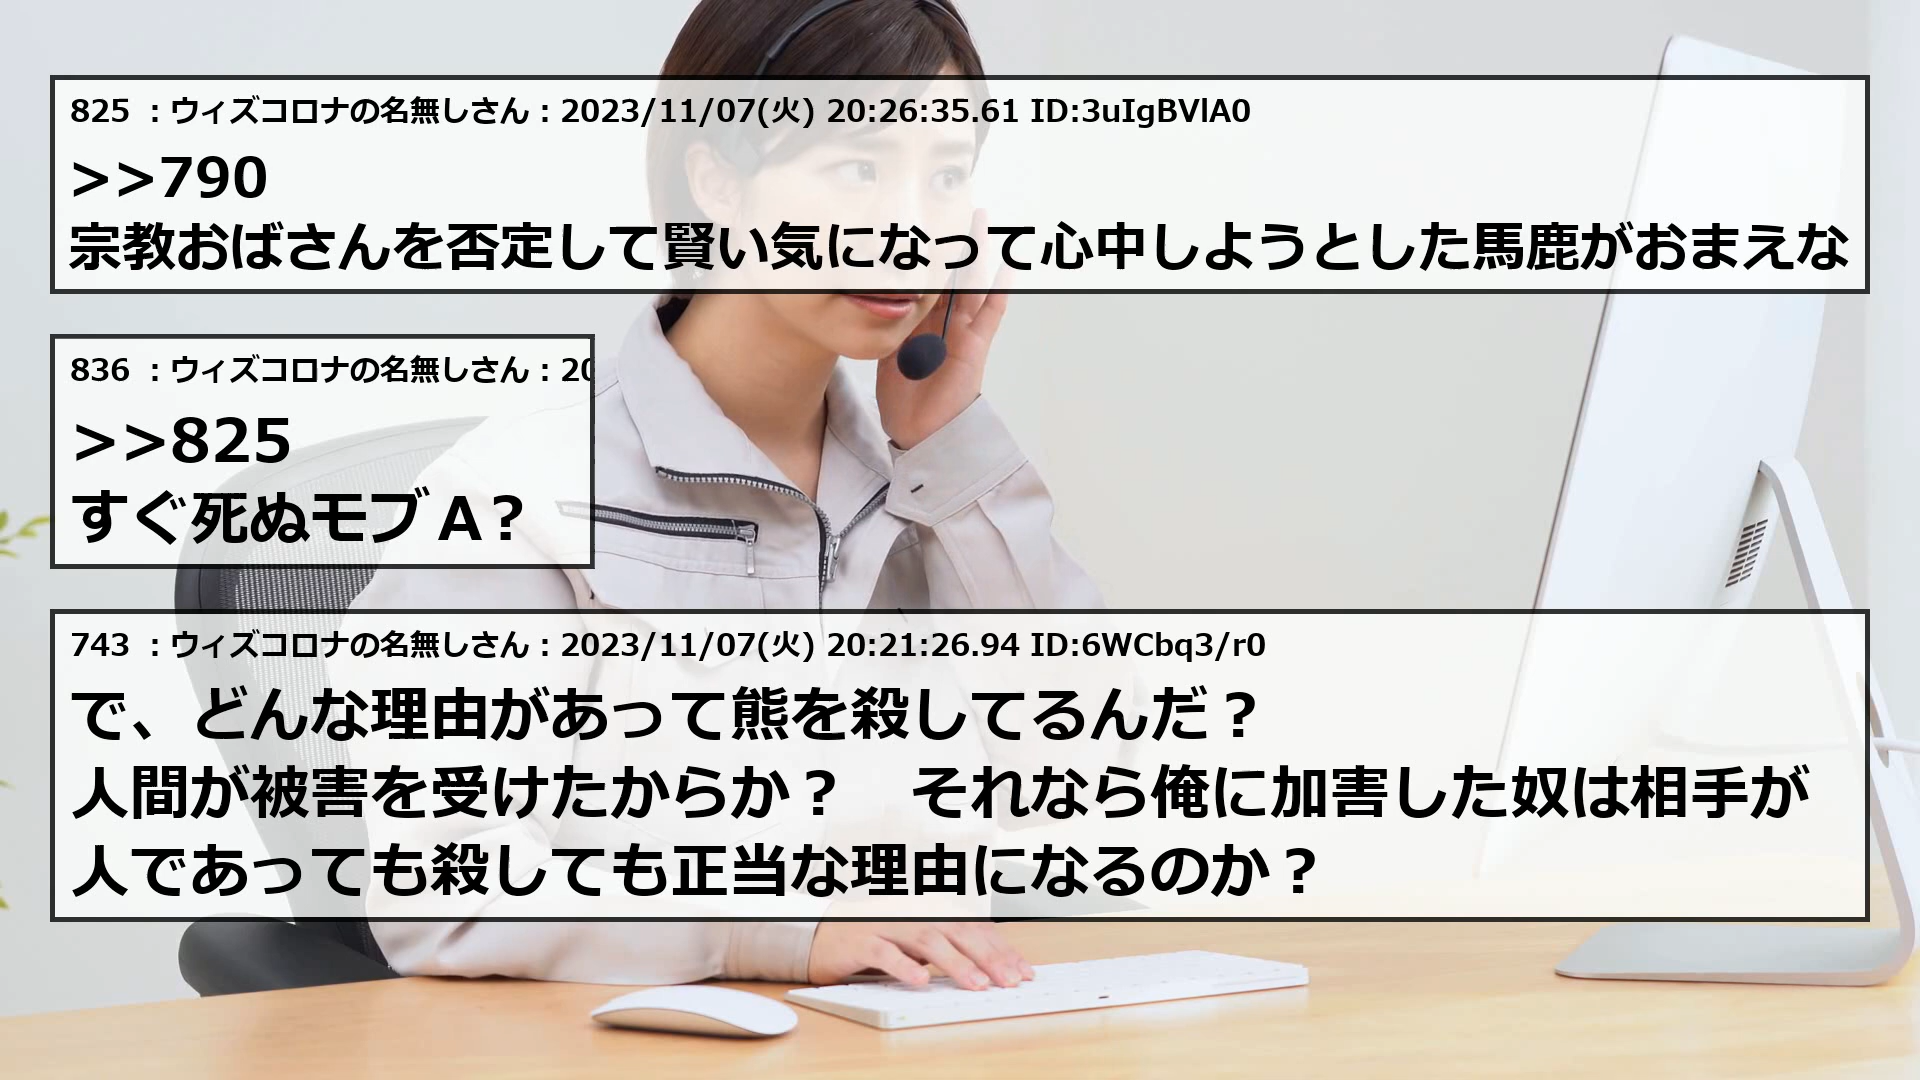 825 ：ウィズコロナの名無しさん：2023/11/07(火) 20:26:35.61 ID:3uIgBVlA0
>>790
宗教おばさんを否定して賢い気になって心中しようとした馬鹿がおまえな
836 ：ウィズコロナの名無しさん：20
>>825
すぐ死ぬモブＡ？
743 ：ウィズコロナの名無しさん：2023/11/07(火) 20:21:26.94 ID:6WCbq3/r0
で、どんな理由があって熊を殺してるんだ？
人間が被害を受けたからか？　それなら俺に加害した奴は相手が
人であっても殺しても正当な理由になるのか？